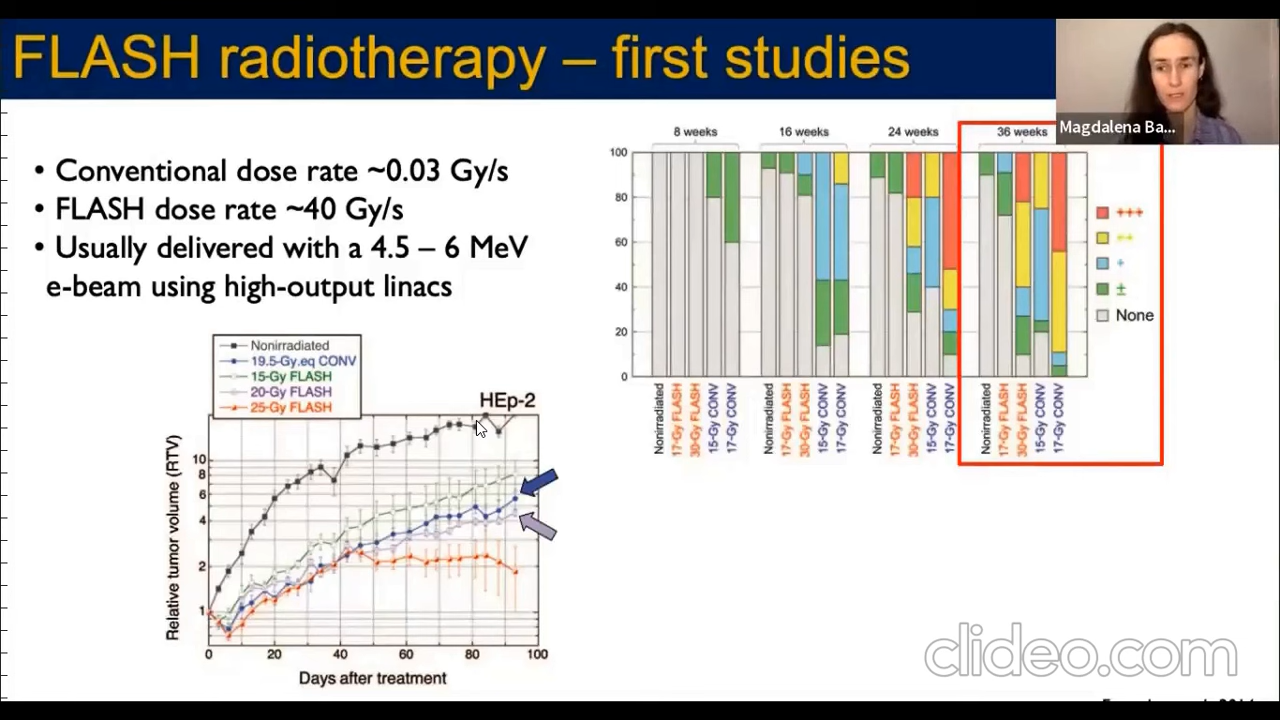 FLASH radiotherapy – first studies
Magdalena Ba...
• Conventional dose rate ~0.03 Gy/s
• FLASH dose rate ~40 Gy/s
• Usually delivered with a 4.5 – 6 MeV
e-beam using high-output linacs
8 weeks 16 weeks 24 weeks 36 weeks
100
80
60
40
20
0
+++
++
+
±
None
Nonirradiated 17-Gy FLASH 30-Gy FLASH 15-Gy CONV 17-Gy CONV
Nonirradiated 17-Gy FLASH 30-Gy FLASH 15-Gy CONV 17-Gy CONV
Nonirradiated 17-Gy FLASH 30-Gy FLASH 15-Gy CONV 17-Gy CONV
Nonirradiated 17-Gy FLASH 30-Gy FLASH 15-Gy CONV 17-Gy CONV
Nonirradiated
19.5-Gy.eq CONV
15-Gy FLASH
20-Gy FLASH
25-Gy FLASH
HEp-2
Relative tumor volume (RTV)
10
8
6
4
2
1
0 20 40 60 80 100
Days after treatment
clideo.com